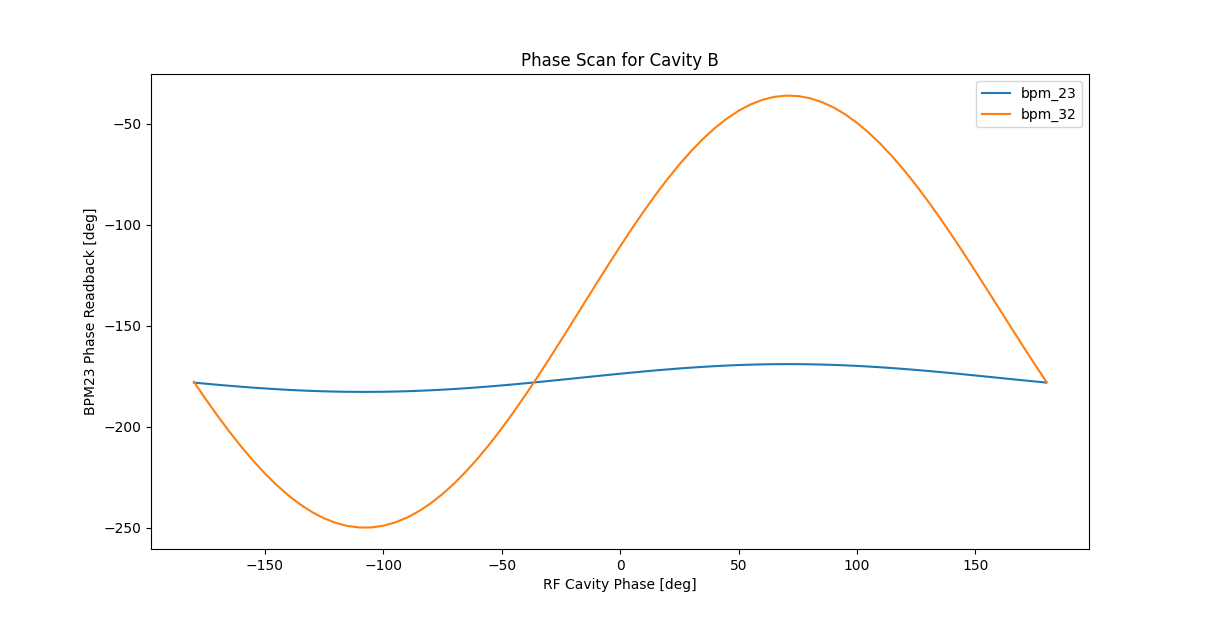 Phase Scan for Cavity B
bpm_23
bpm_32
BPM23 Phase Readback [deg]
−50
−100
−150
−200
−250
−150
−100
−50
0
50
100
150
RF Cavity Phase [deg]